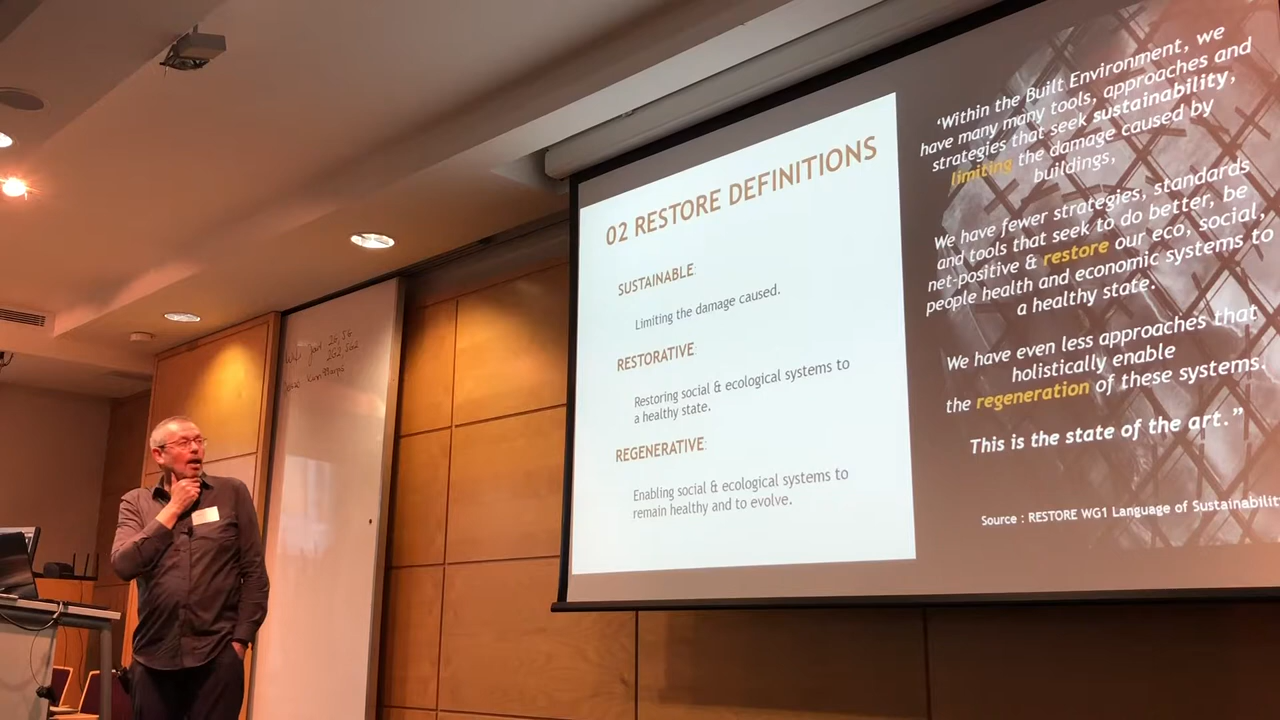 02 RESTORE DEFINITIONS
SUSTAINABLE:
Limiting the damage caused.
RESTORATIVE:
Restoring social & ecological systems to
a healthy state.
REGENERATIVE:
Enabling social & ecological systems to
remain healthy and to evolve.
‘Within the Built Environment, we
have many many tools, approaches and
strategies that seek sustainability,
limiting the damage caused by
buildings,
We have fewer strategies, standards
and tools that seek to do better, be
net-positive & restore our eco, social,
people health and economic systems to
a healthy state.
We have even less approaches that
holistically enable
the regeneration of these systems.
This is the state of the art.”
Source : RESTORE WG1 Language of Sustainability